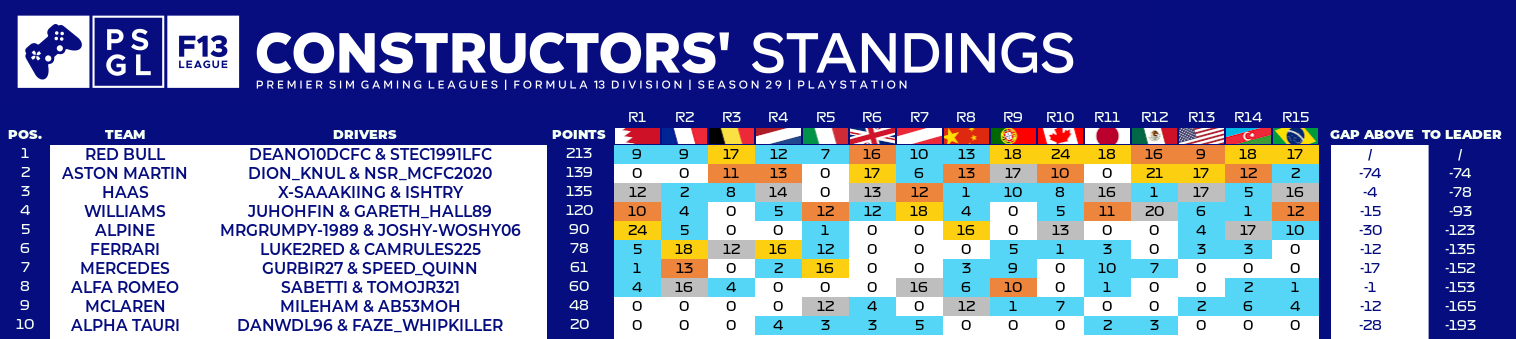 PS
GL
F13
LEAGUE
CONSTRUCTORS' STANDINGS
PREMIER SIM GAMING LEAGUES | FORMULA 13 DIVISION | SEASON 29 | PLAYSTATION
R1 R2 R3 R4 R5 R6 R7 R8 R9 R10 R11 R12 R13 R14 R15
POS. TEAM DRIVERS POINTS GAP ABOVE TO LEADER
1 RED BULL DEANO10DCFC & STEC1991LFC 213 9 9 17 12 7 16 10 13 18 24 18 16 9 18 17 / /
2 ASTON MARTIN DION_KNUL & NSR_MCFC2020 139 0 0 11 13 0 17 6 13 17 10 0 21 17 12 2 -74 -74
3 HAAS X-SAAAKIING & ISHTRY 135 12 2 8 14 0 13 12 1 10 8 16 1 17 5 16 -4 -78
4 WILLIAMS JUHOHFIN & GARETH_HALL89 120 10 4 0 5 12 12 18 4 0 5 11 20 6 1 12 -15 -93
5 ALPINE MRGRUMPY-1989 & JOSHY-WOSHY06 90 24 5 0 0 1 0 0 16 0 13 0 0 4 17 10 -30 -123
6 FERRARI LUKE2RED & CAMRULES225 78 5 18 12 16 12 0 0 0 5 1 3 0 3 3 0 -12 -135
7 MERCEDES GURBIR27 & SPEED_QUINN 61 1 13 0 2 16 0 0 3 9 0 10 7 0 0 0 -17 -152
8 ALFA ROMEO SABETTI & TOMOJR321 60 4 16 4 0 0 0 16 6 10 0 1 0 0 2 1 -1 -153
9 MCLAREN MILEHAM & AB53MOH 48 0 0 0 0 12 4 0 12 1 7 0 0 2 6 4 -12 -165
10 ALPHA TAURI DANWDL96 & FAZE_WHIPKILLER 20 0 0 0 4 3 3 5 0 0 0 2 3 0 0 0 -28 -193